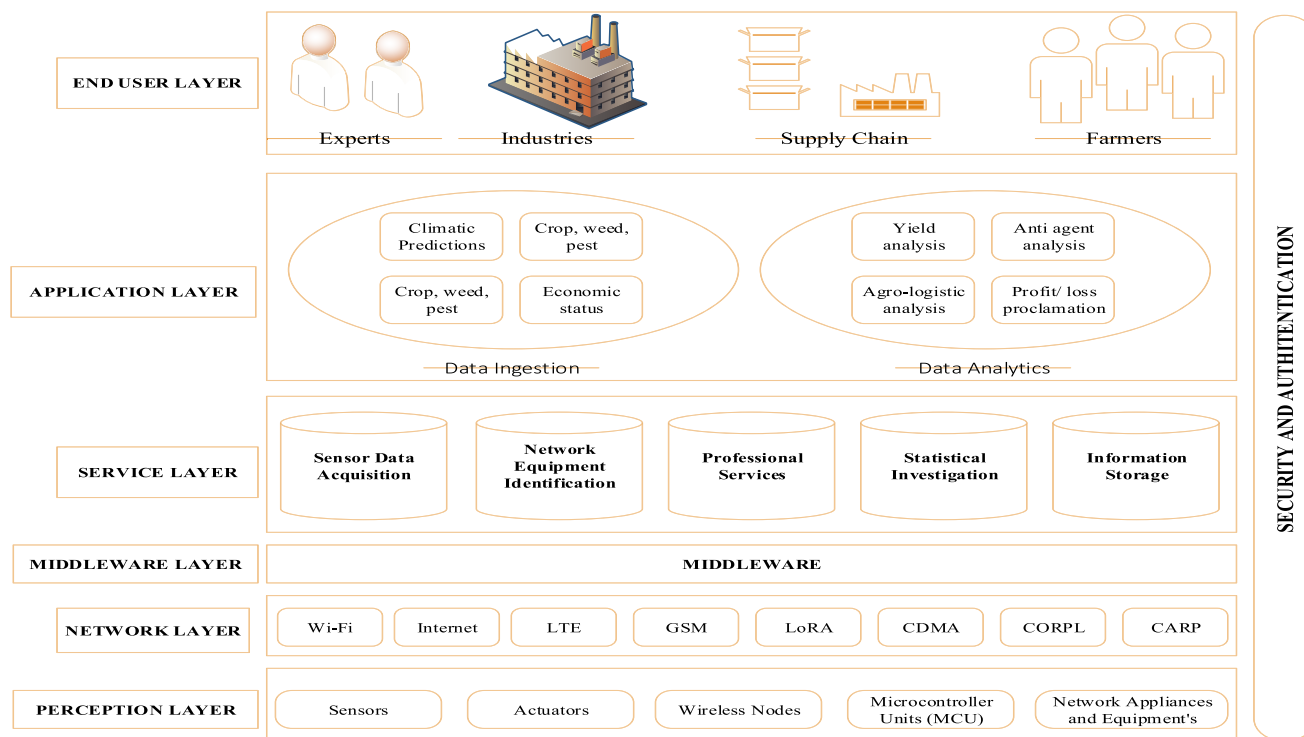 END USER LAYER
Experts
Industries
Supply Chain
Farmers
APPLICATION LAYER
Climatic
Predictions
Crop, weed,
pest
Crop, weed,
pest
Economic
status
Data Ingestion
Yield
analysis
Anti agent
analysis
Agro-logistic
analysis
Profit/ loss
proclamation
Data Analytics
SERVICE LAYER
Sensor Data
Acquisition
Network
Equipment
Identification
Professional
Services
Statistical
Investigation
Information
Storage
MIDDLEWARE LAYER
MIDDLEWARE
NETWORK LAYER
Wi-Fi
Internet
LTE
GSM
LoRA
CDMA
CORPL
CARP
PERCEPTION LAYER
Sensors
Actuators
Wireless Nodes
Microcontroller
Units (MCU)
Network Appliances
and Equipment's
SECURITY AND AUTHITENTICATION